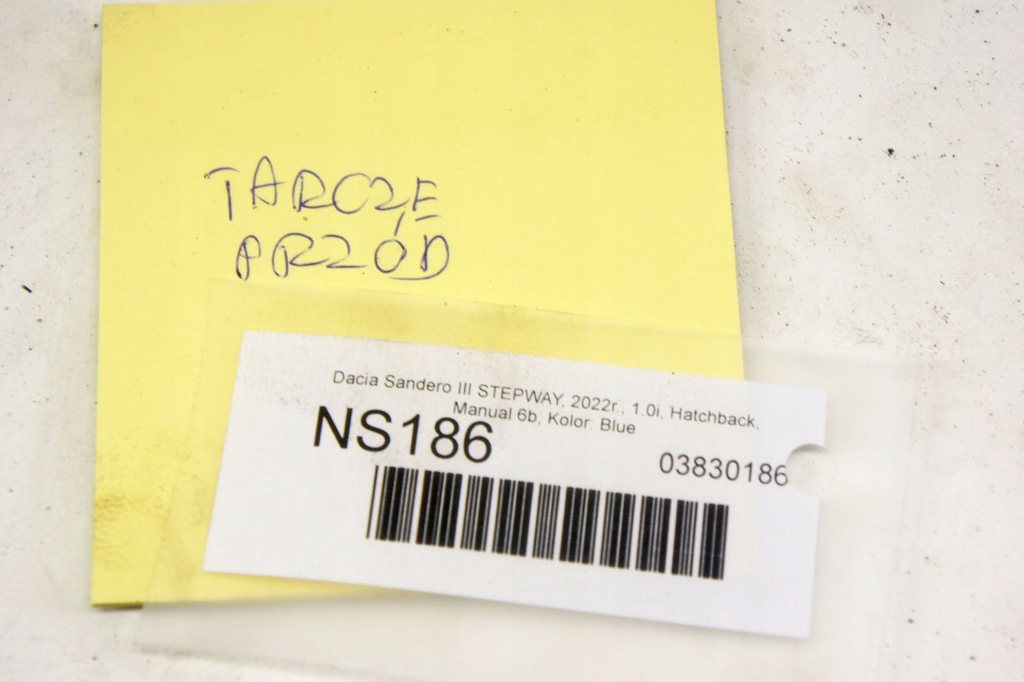 TARCZE
PRZÓD
Dacia Sandero III STEPWAY, 2022r., 1.0i, Hatchback,
Manual 6b, Kolor: Blue
NS186
03830186